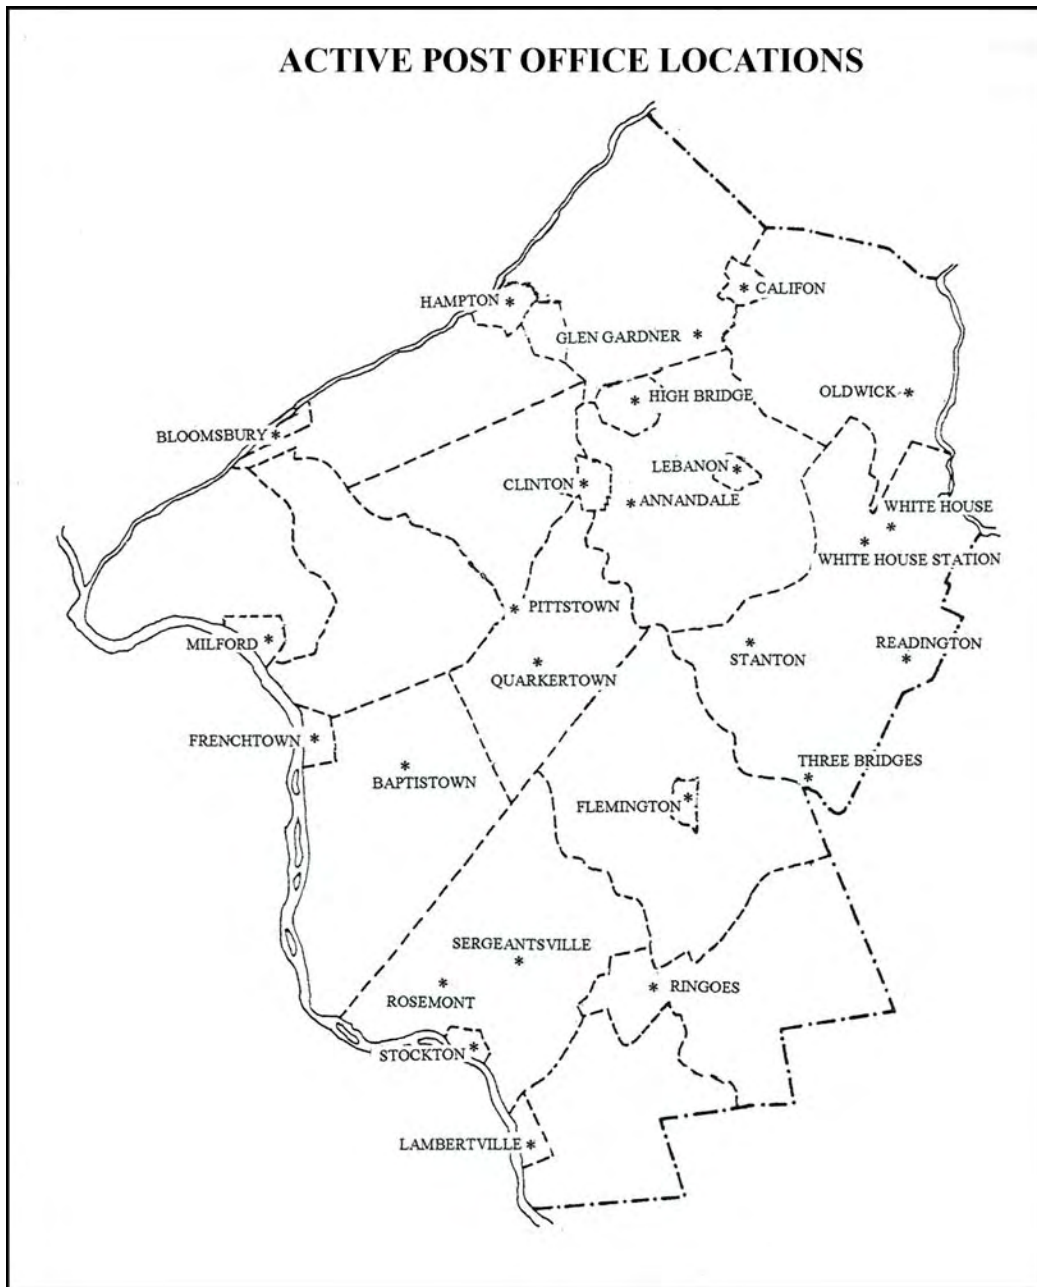 ACTIVE POST OFFICE LOCATIONS
HAMPTON
CALIFON
GLEN GARDNER
HIGH BRIDGE
OLDWICK
BLOOMSBURY
LEBANON
CLINTON
ANNANDALE
WHITE HOUSE
WHITE HOUSE STATION
PITTSTOWN
MILFORD
STANTON
READINGTON
QUARKERTOWN
FRENCHTOWN
BAPTISTOWN
THREE BRIDGES
FLEMINGTON
SERGEANTSVILLE
RINGOES
ROSEMONT
STOCKTON
LAMBERTVILLE